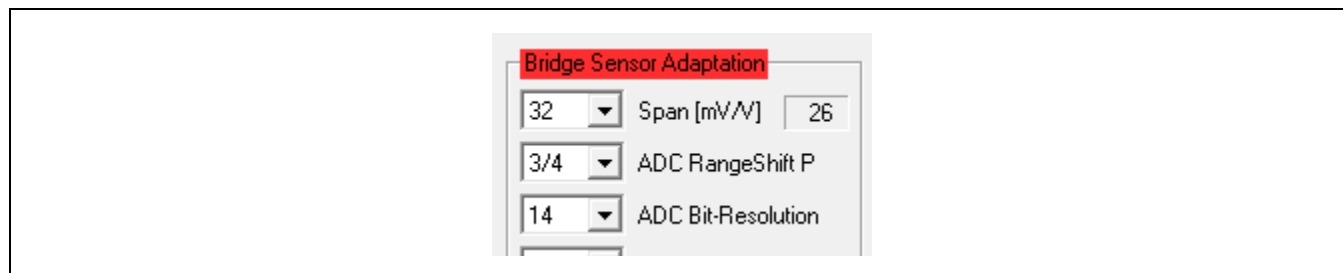 Bridge Sensor Adaptation
32 Span [mV/V] 26
3/4 ADC RangeShift P
14 ADC Bit-Resolution